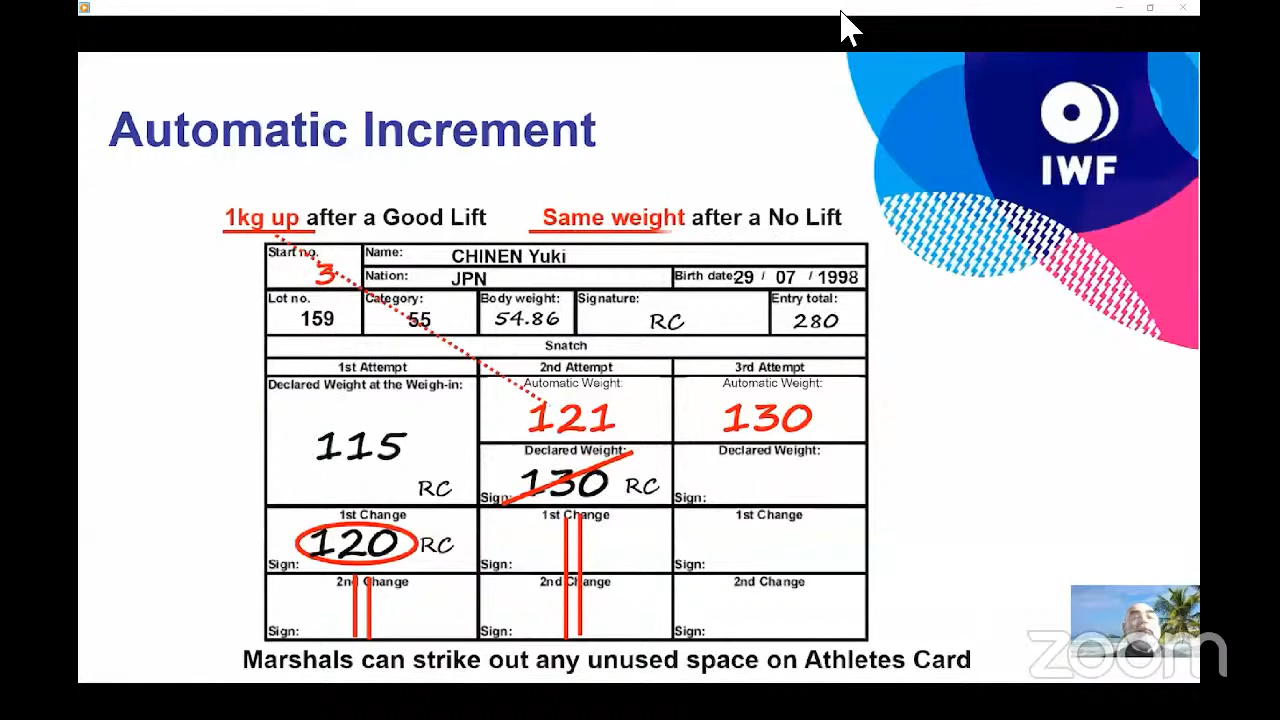 Automatic Increment
IWF
1kg up after a Good Lift
Same weight after a No Lift
Start no.
3
Name:
CHINEN Yuki
Nation:
JPN
Birth date:
29 / 07 / 1998
Lot no.
159
Category:
55
Body weight:
54.86
Signature:
RC
Entry total:
280
Snatch
1st Attempt
2nd Attempt
3rd Attempt
Declared Weight at the Weigh-in:
115
RC
Automatic Weight:
121
Automatic Weight:
130
Declared Weight:
130
Sign:
RC
Declared Weight:
Sign:
1st Change
120
RC
Sign:
1st Change
Sign:
1st Change
Sign:
2nd Change
Sign:
2nd Change
Sign:
2nd Change
Sign:
Marshals can strike out any unused space on Athletes Card
zoom